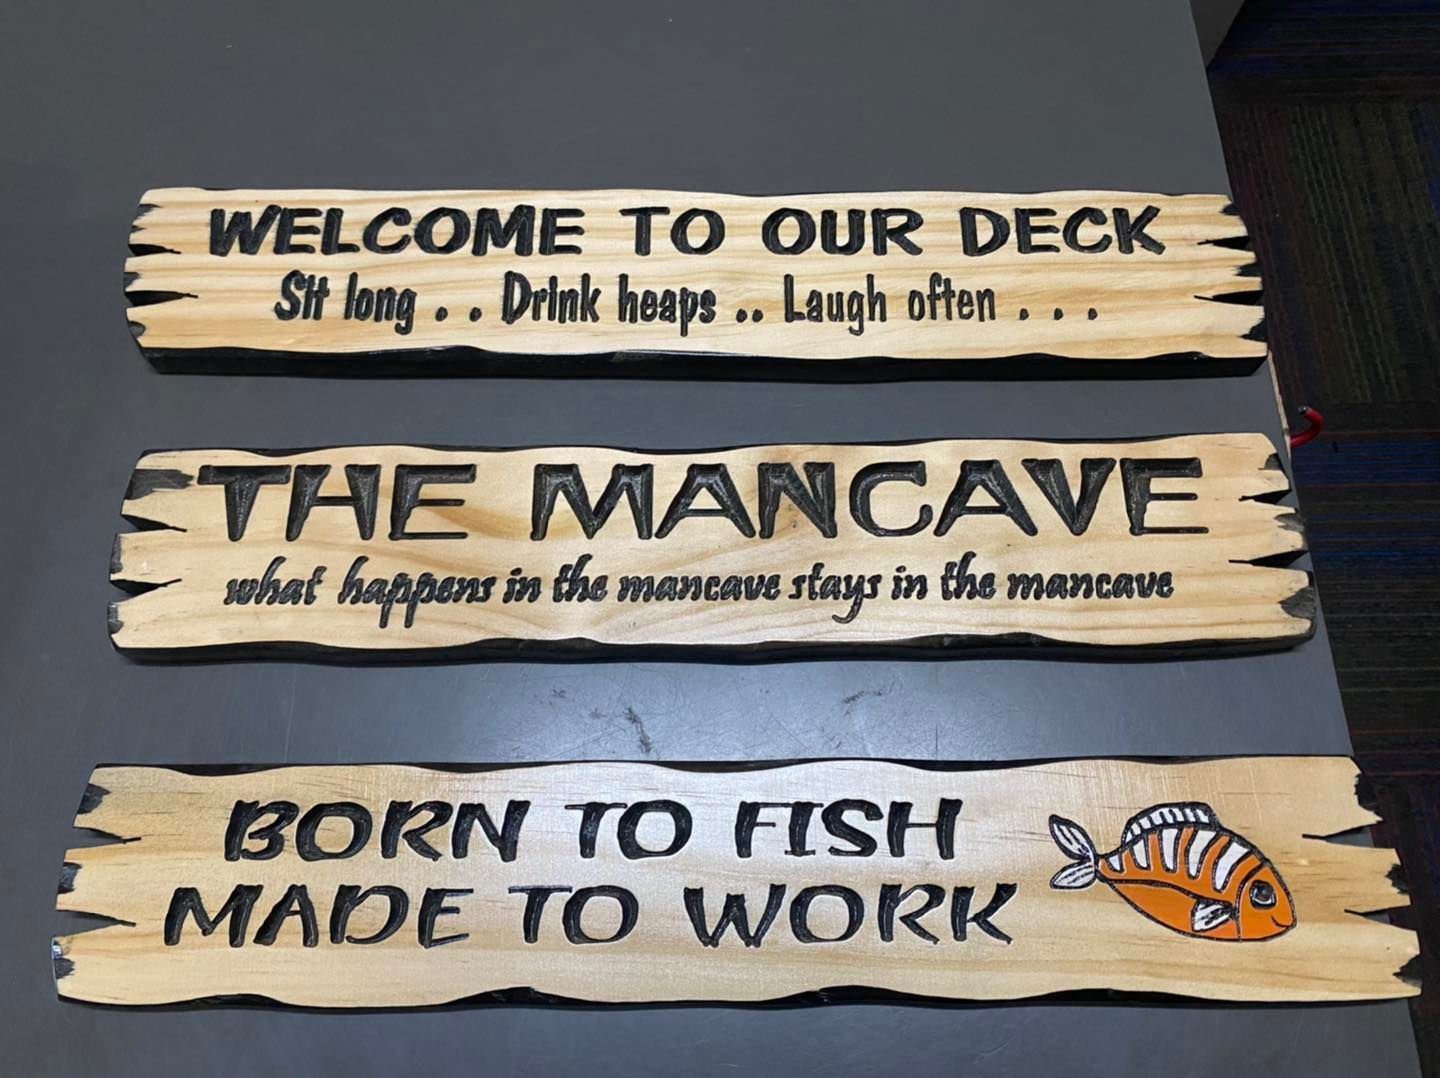 WELCOME TO OUR DECK
Sit long . . Drink heaps .. Laugh often . . .
THE MANCAVE
what happens in the mancave stays in the mancave
BORN TO FISH
MADE TO WORK